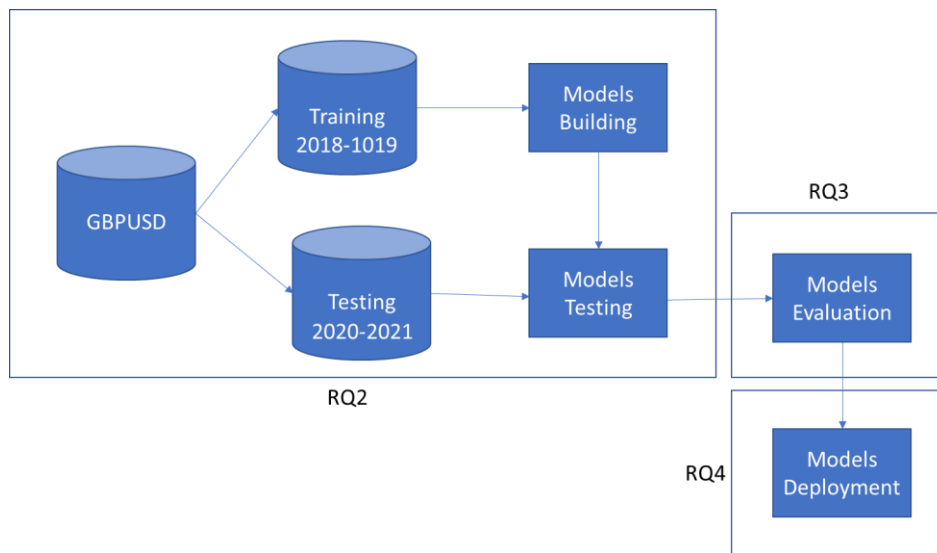 GBPUSD
Training
2018-1019
Models
Building
Testing
2020-2021
Models
Testing
RQ2
RQ3
Models
Evaluation
RQ4
Models
Deployment